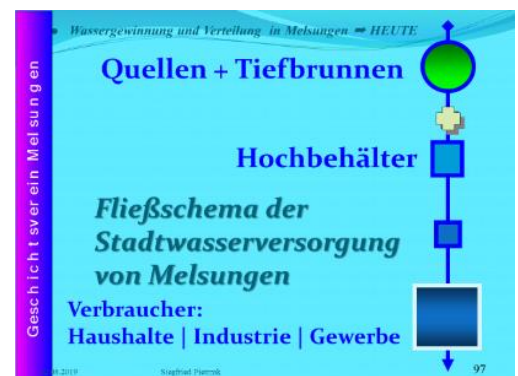 Wassergewinnung und Verteilung in Melsungen ➡ HEUTE
Geschichtsverein Melsungen
Quellen + Tiefbrunnen
Hochbehälter
Fließschema der
Stadtwasserversorgung
von Melsungen
Verbraucher:
Haushalte | Industrie | Gewerbe
Siegfried
97